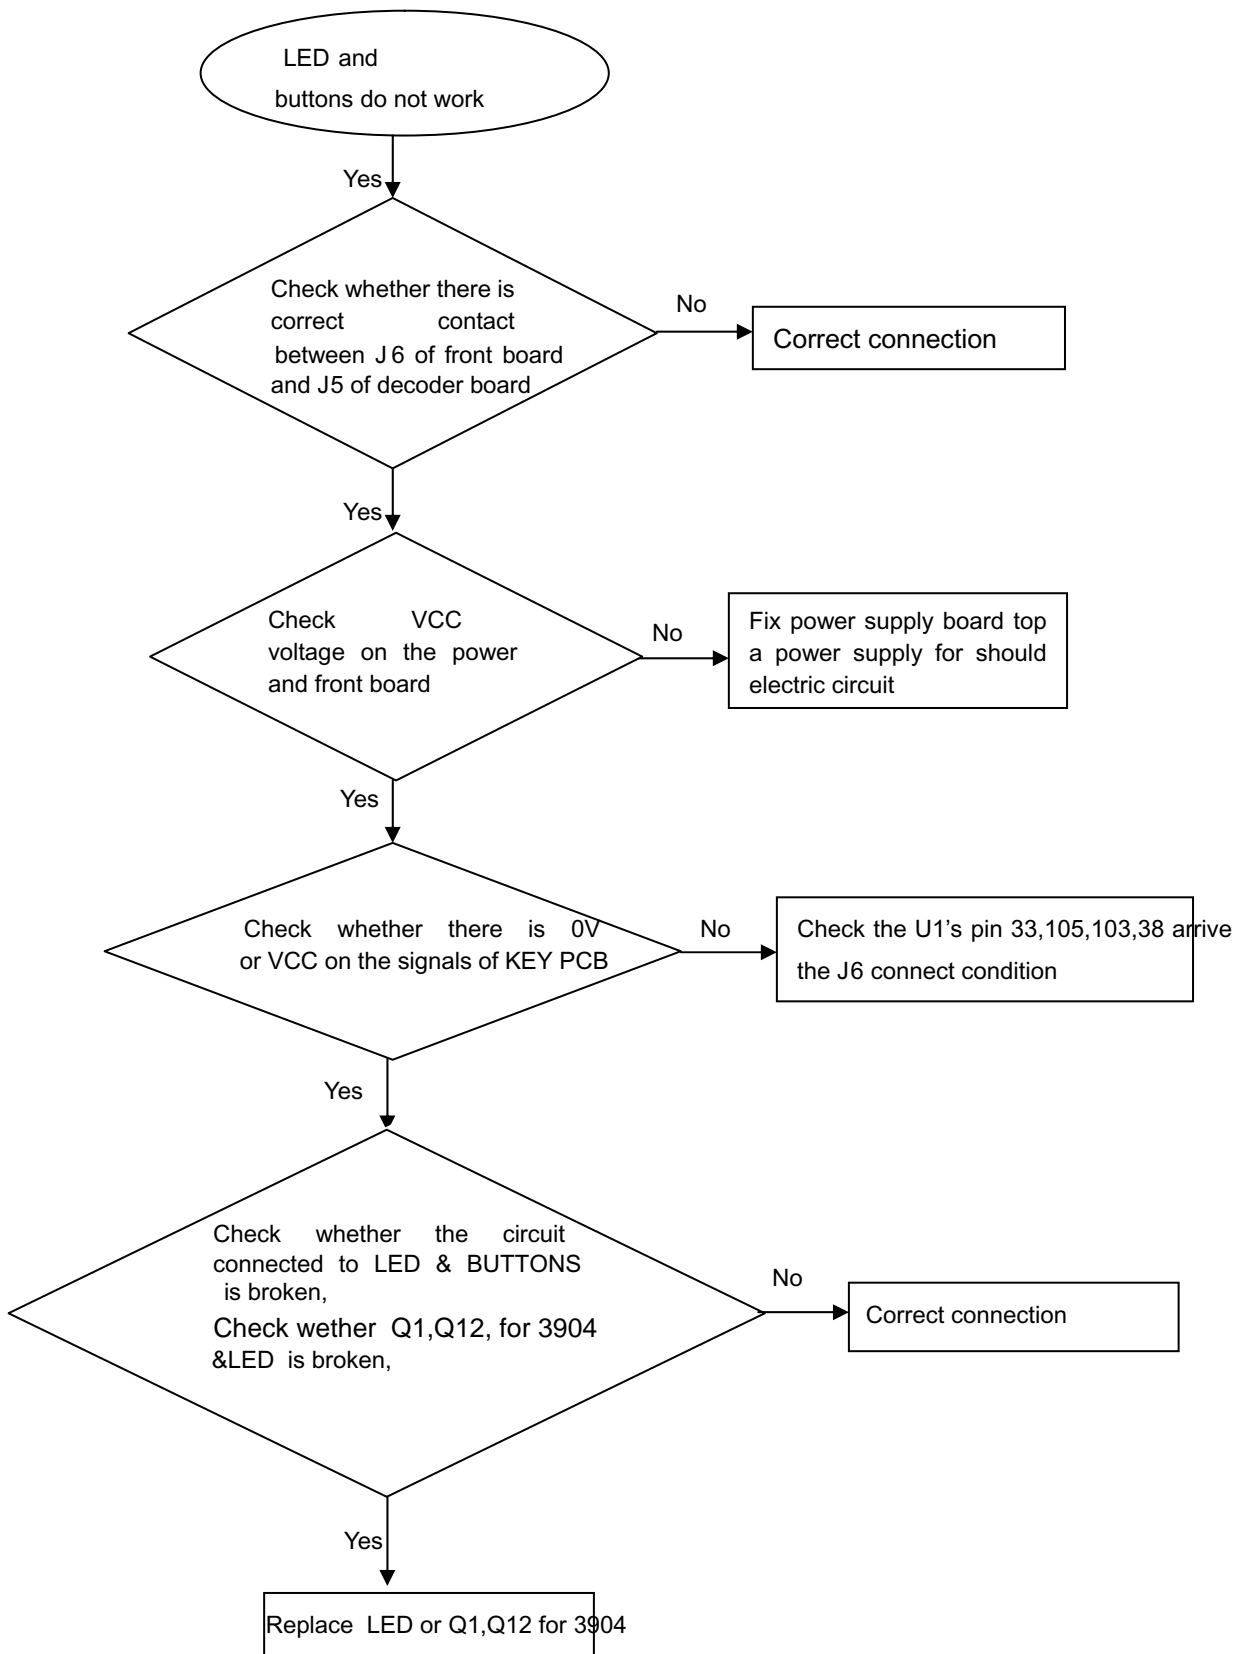 LED and
buttons do not work
Yes
Check whether there is
correct contact
between J6 of front board
and J5 of decoder board
No
Correct connection
Yes
Check VCC
voltage on the power
and front board
No
Fix power supply board top
a power supply for should
electric circuit
Yes
Check whether there is 0V
or VCC on the signals of KEY PCB
No
Check the U1's pin 33,105,103,38 arrive
the J6 connect condition
Yes
Check whether the circuit
connected to LED & BUTTONS
is broken,
Check wether Q1,Q12, for 3904
&LED is broken,
No
Correct connection
Yes
Replace LED or Q1,Q12 for 3904